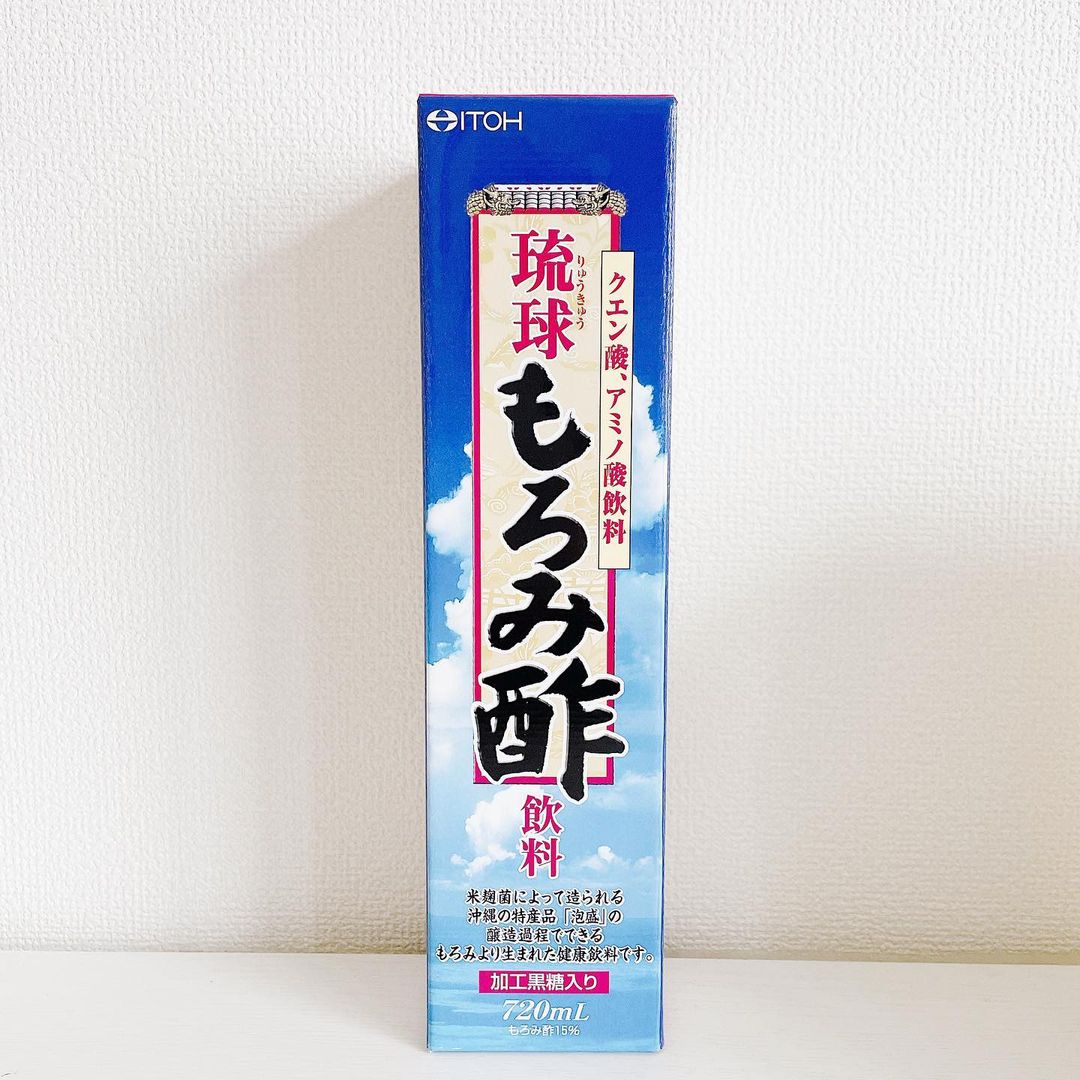 ITOH
クエン酸、アミノ酸飲料
琉球
りゅうきゅう
もろみ酢
飲料
米麹菌によって造られる
沖縄の特産品「泡盛」の
醸造過程でできる
もろみより生まれた健康飲料です。
加工黒糖入り
720mL
もろみ酢15%